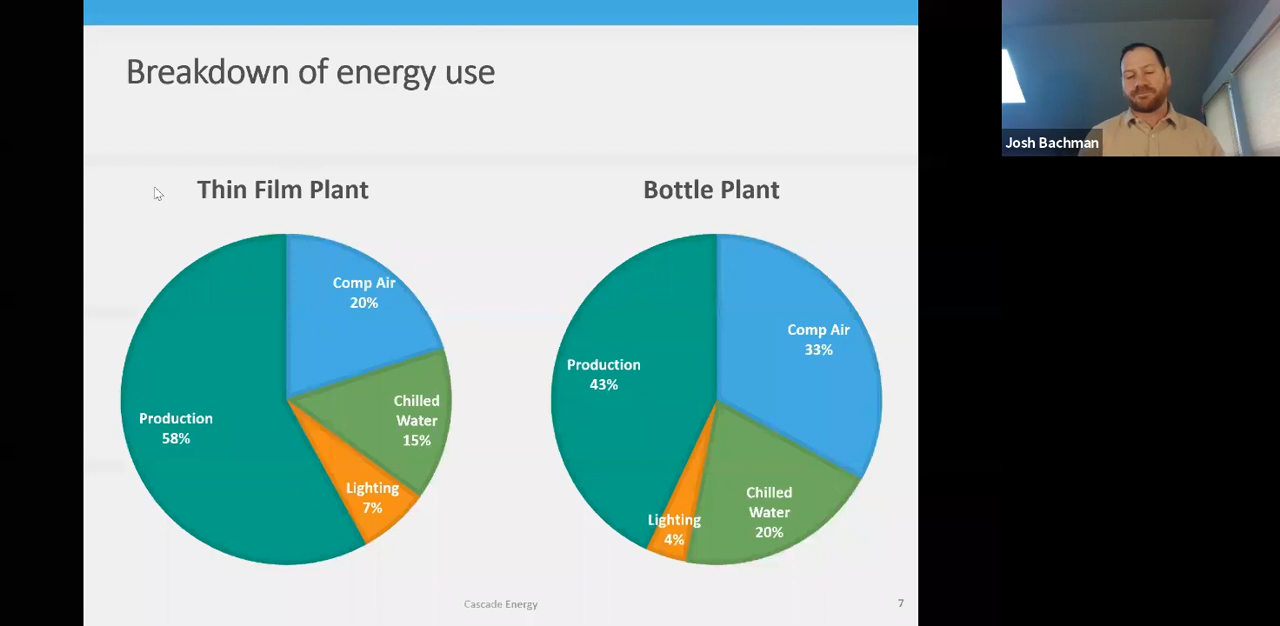 Breakdown of energy use
Thin Film Plant
Comp Air
20%
Chilled
Water
15%
Lighting
7%
Production
58%
Bottle Plant
Comp Air
33%
Chilled
Water
20%
Lighting
4%
Production
43%
Cascade Energy
7
Josh Bachman